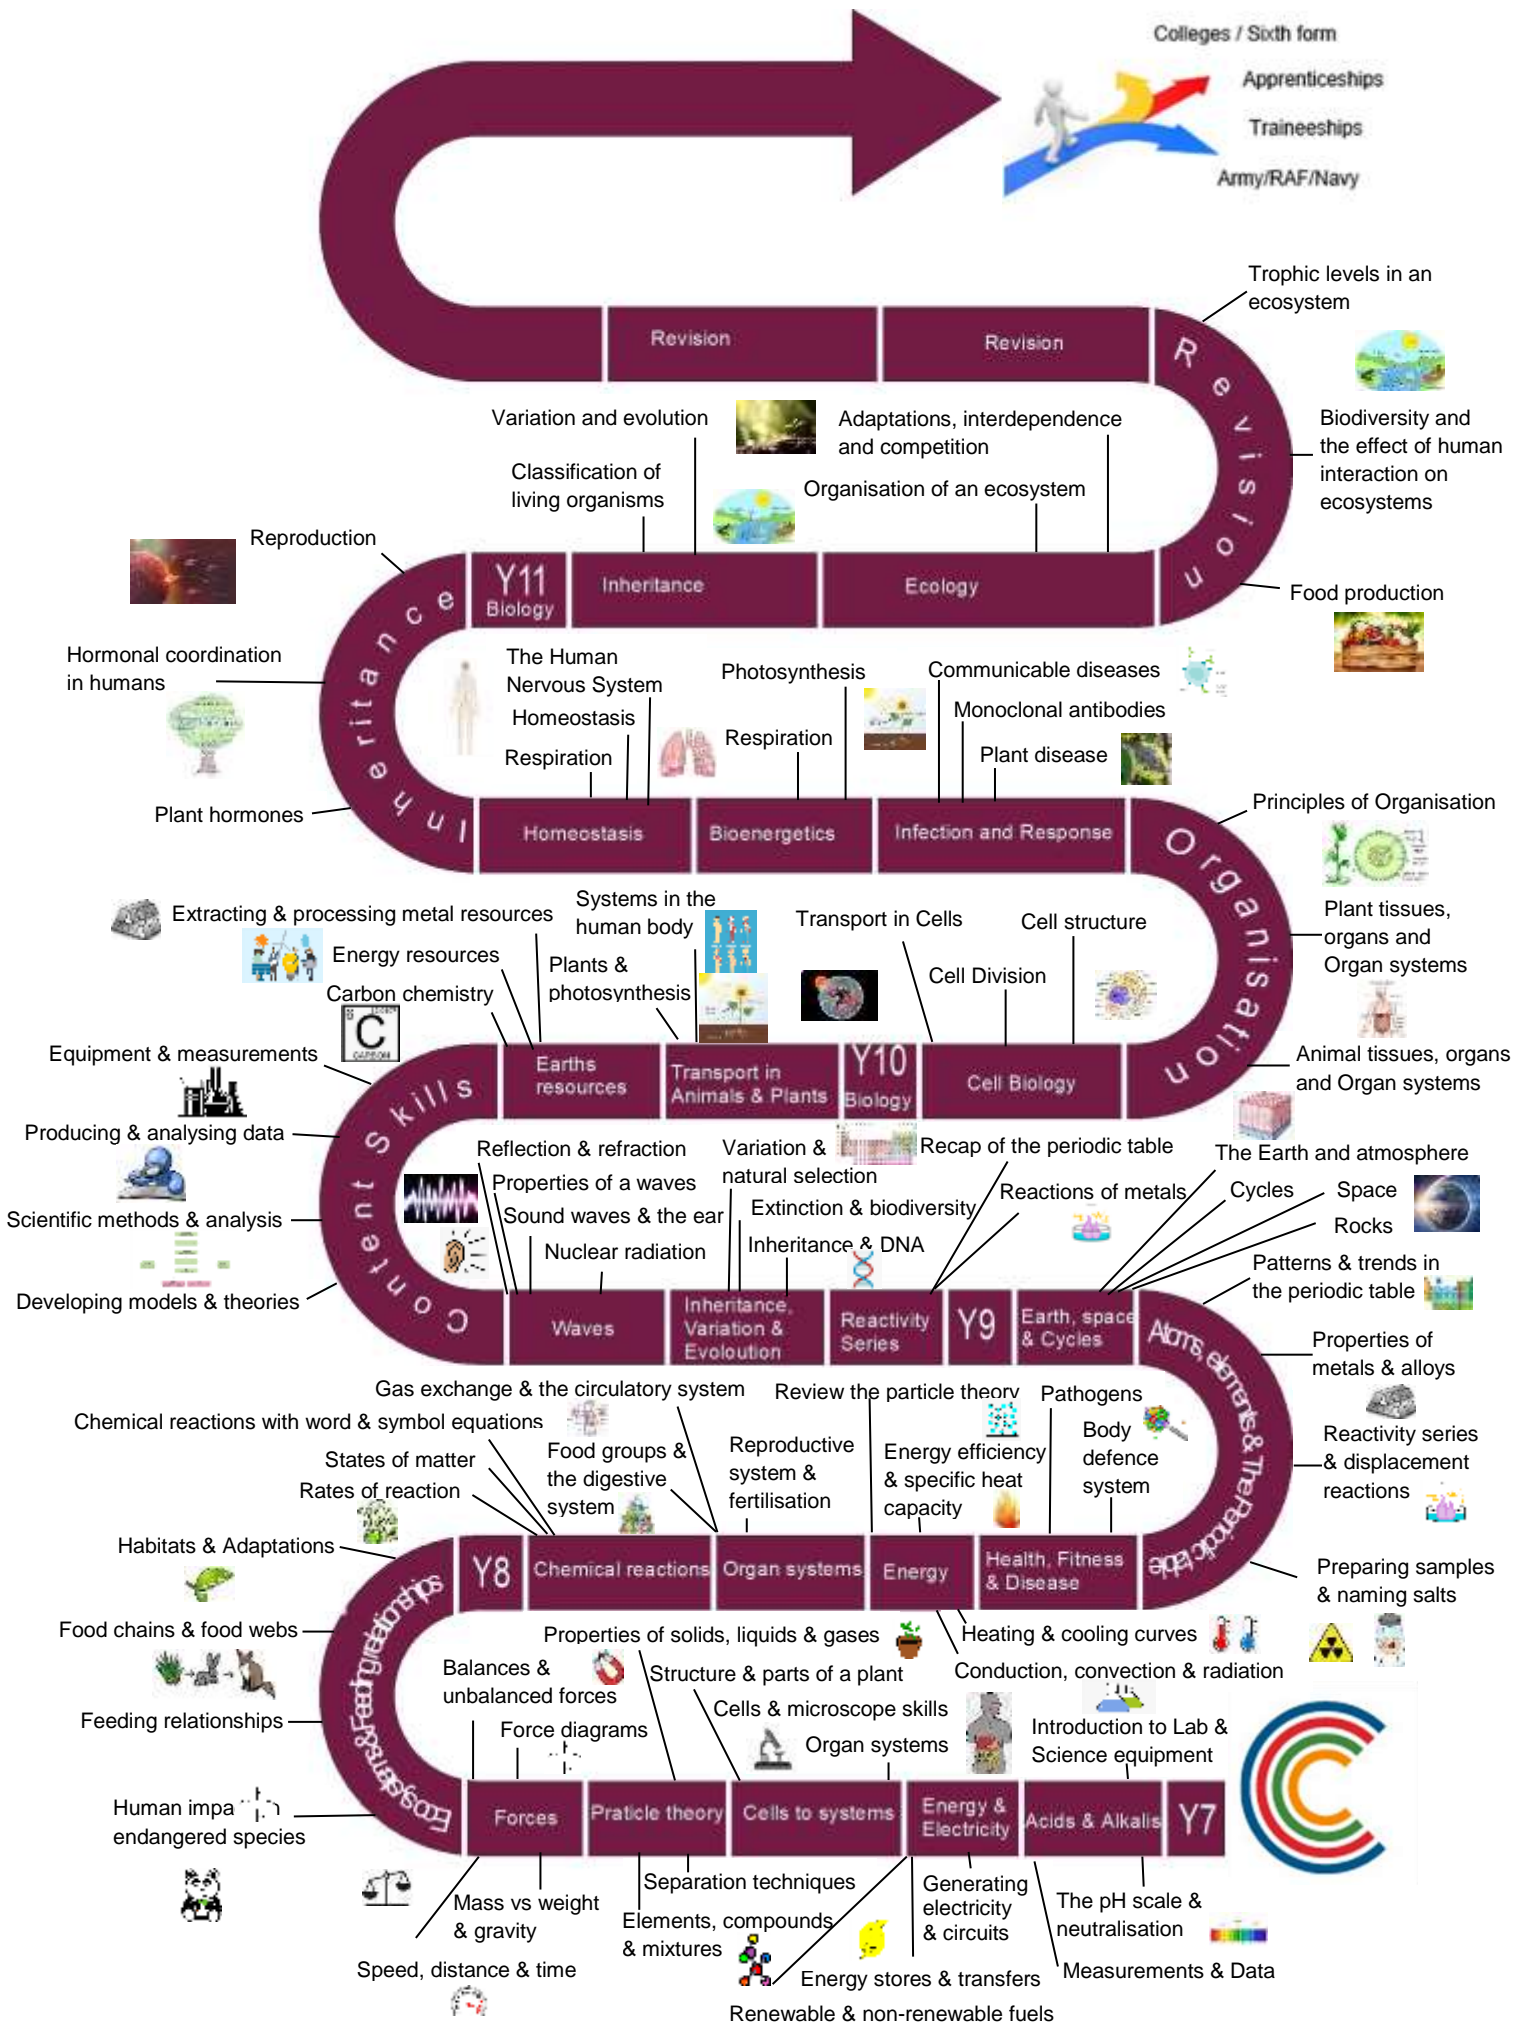 Colleges / Sixth form
Apprenticeships
Traineeships
Army/RAF/Navy
Trophic levels in an
ecosystem
Revision
Revision
Revision
Biodiversity and
the effect of human
interaction on
ecosystems
Food production
Variation and evolution
Classification of
living organisms
Adaptations, interdependence
and competition
Organisation of an ecosystem
Reproduction
Y11
Biology
Inheritance
Ecology
Inheritance
Hormonal coordination
in humans
Plant hormones
The Human
Nervous System
Homeostasis
Respiration
Photosynthesis
Respiration
Communicable diseases
Monoclonal antibodies
Plant disease
Homeostasis
Bioenergetics
Infection and Response
Organisation
Principles of Organisation
Plant tissues,
organs and
Organ systems
Animal tissues, organs
and Organ systems
Extracting & processing metal resources
Energy resources
Carbon chemistry
C
CARBON
Systems in the
human body
Plants &
photosynthesis
Transport in Cells
Cell Division
Cell structure
Equipment & measurements
Producing & analysing data
Scientific methods & analysis
Developing models & theories
Content Skills
Earths
resources
Transport in
Animals & Plants
Y10
Biology
Cell Biology
Reflection & refraction
Properties of a waves
Sound waves & the ear
Nuclear radiation
Variation &
natural selection
Extinction & biodiversity
Inheritance & DNA
Recap of the periodic table
Reactions of metals
The Earth and atmosphere
Cycles
Space
Rocks
Patterns & trends in
the periodic table
Waves
Inheritance,
Variation &
Evoloution
Reactivity
Series
Y9
Earth, space
& Cycles
Atoms, elements & The Periodic table
Properties of
metals & alloys
Reactivity series
& displacement
reactions
Preparing samples
& naming salts
Gas exchange & the circulatory system
Chemical reactions with word & symbol equations
States of matter
Rates of reaction
Food groups &
the digestive
system
Reproductive
system &
fertilisation
Review the particle theory
Energy efficiency
& specific heat
capacity
Pathogens
Body
defence
system
Habitats & Adaptations
Food chains & food webs
Feeding relationships
Human impa
endangered species
Ecosystems & Feeding relationships
Y8
Chemical reactions
Organ systems
Energy
Health, Fitness
& Disease
Heating & cooling curves
Conduction, convection & radiation
Properties of solids, liquids & gases
Structure & parts of a plant
Cells & microscope skills
Organ systems
Balances &
unbalanced forces
Force diagrams
Introduction to Lab &
Science equipment
Forces
Praticle theory
Cells to systems
Energy &
Electricity
Acids & Alkalis
Y7
Mass vs weight
& gravity
Speed, distance & time
Separation techniques
Elements, compounds
& mixtures
Generating
electricity
& circuits
Energy stores & transfers
Renewable & non-renewable fuels
The pH scale &
neutralisation
Measurements & Data